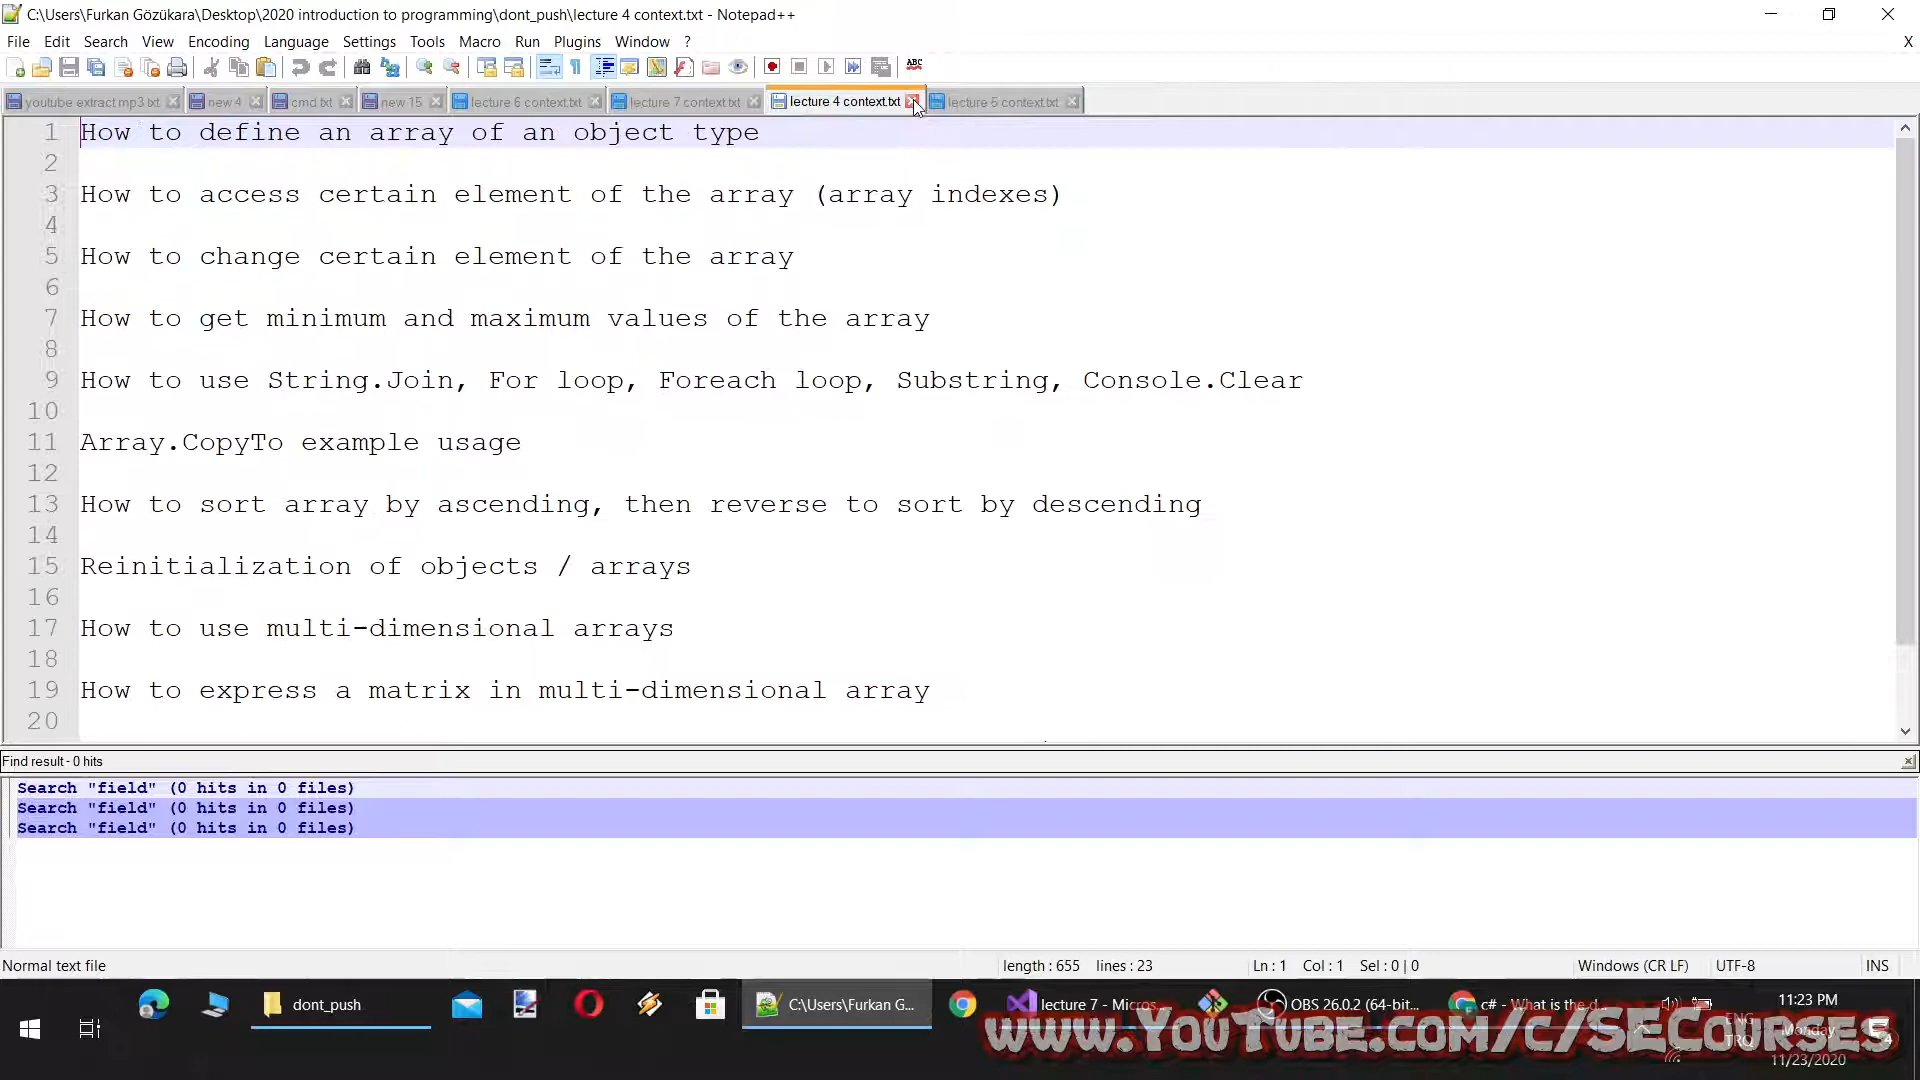 C:\Users\Furkan Gözükara\Desktop\2020 introduction to programming\dont_push\lecture 4 context.txt - Notepad++
File Edit Search View Encoding Language Settings Tools Macro Run Plugins Window ? X
youtube extract mp3.txt new 4 cmd.txt new 15 lecture 6 context.txt lecture 7 context.txt lecture 4 context.txt lecture 5 context.txt
1 How to define an array of an object type
2
3 How to access certain element of the array (array indexes)
4
5 How to change certain element of the array
6
7 How to get minimum and maximum values of the array
8
9 How to use String.Join, For loop, Foreach loop, Substring, Console.Clear
10
11 Array.CopyTo example usage
12
13 How to sort array by ascending, then reverse to sort by descending
14
15 Reinitialization of objects / arrays
16
17 How to use multi-dimensional arrays
18
19 How to express a matrix in multi-dimensional array
20
Find result - 0 hits
Search "field" (0 hits in 0 files)
Search "field" (0 hits in 0 files)
Search "field" (0 hits in 0 files)
Normal text file length : 655 lines : 23 Ln : 1 Col : 1 Sel : 0 | 0 Windows (CR LF) UTF-8 INS
dont_push C:\Users\Furkan G... lecture 7 - Micros... OBS 26.0.2 (64-bit... c# - What is the d...
11:23 PM
ENG
TRQ
Monday
11/23/2020
www.YouTube.com/c/SECourses